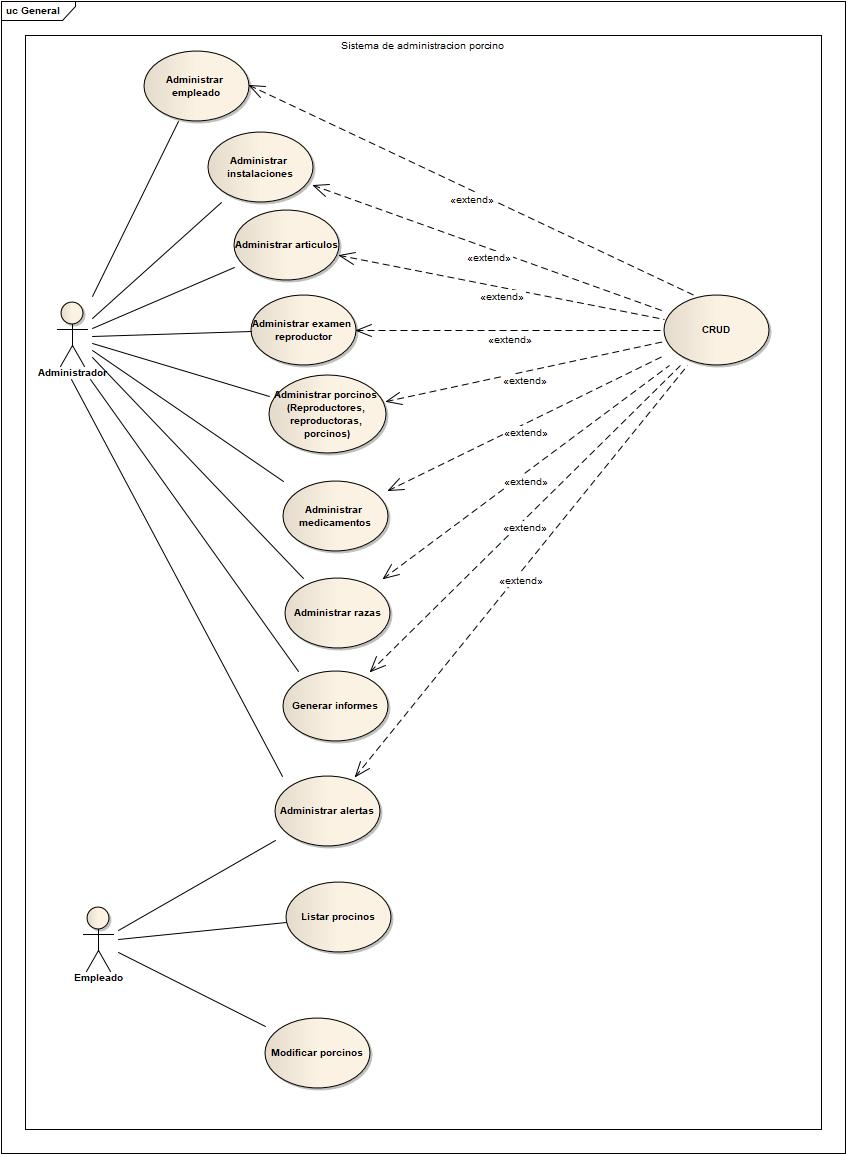 uc General
Sistema de administracion porcino
Administrar
empleado
Administrar
instalaciones
«extend»
Administrar articulos
«extend»
«extend»
Administrar examen
reproductor
CRUD
«extend»
Administrador
Administrar porcinos
(Reproductores,
reproductoras,
porcinos)
«extend»
«extend»
Administrar
medicamentos
«extend»
«extend»
Administrar razas
«extend»
Generar informes
Administrar alertas
Listar procinos
Empleado
Modificar porcinos